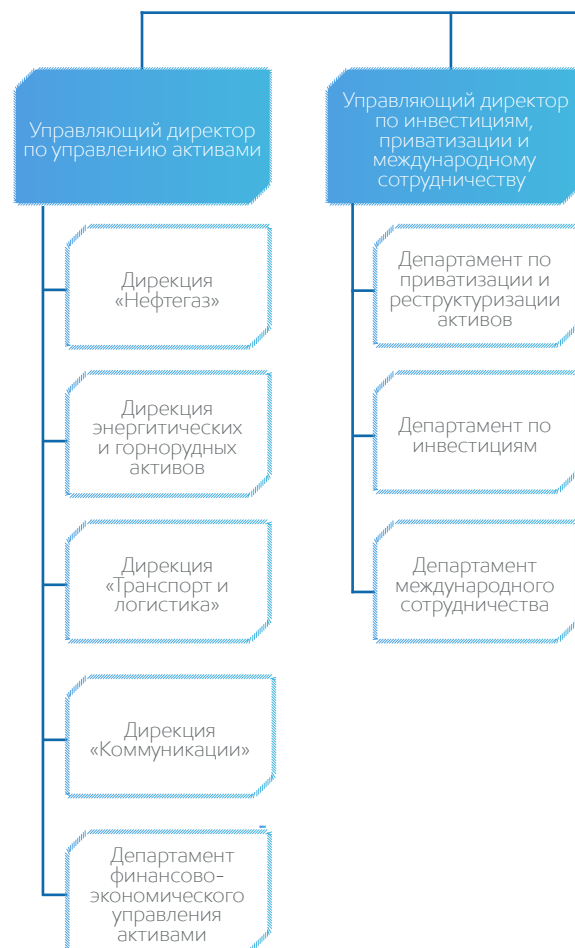 Управляющий директор
по управлению активами
Дирекция
«Нефтегаз»
Дирекция
энергитических
и горнорудных
активов
Дирекция
«Транспорт и
логистика»
Дирекция
«Коммуникации»
Департамент
финансово-
экономического
управления
активами
Управляющий директор
по инвестициям,
приватизации и
международному
сотрудничеству
Департамент по
приватизации и
реструктуризации
активов
Департамент по
инвестициям
Департамент
международного
сотрудничества